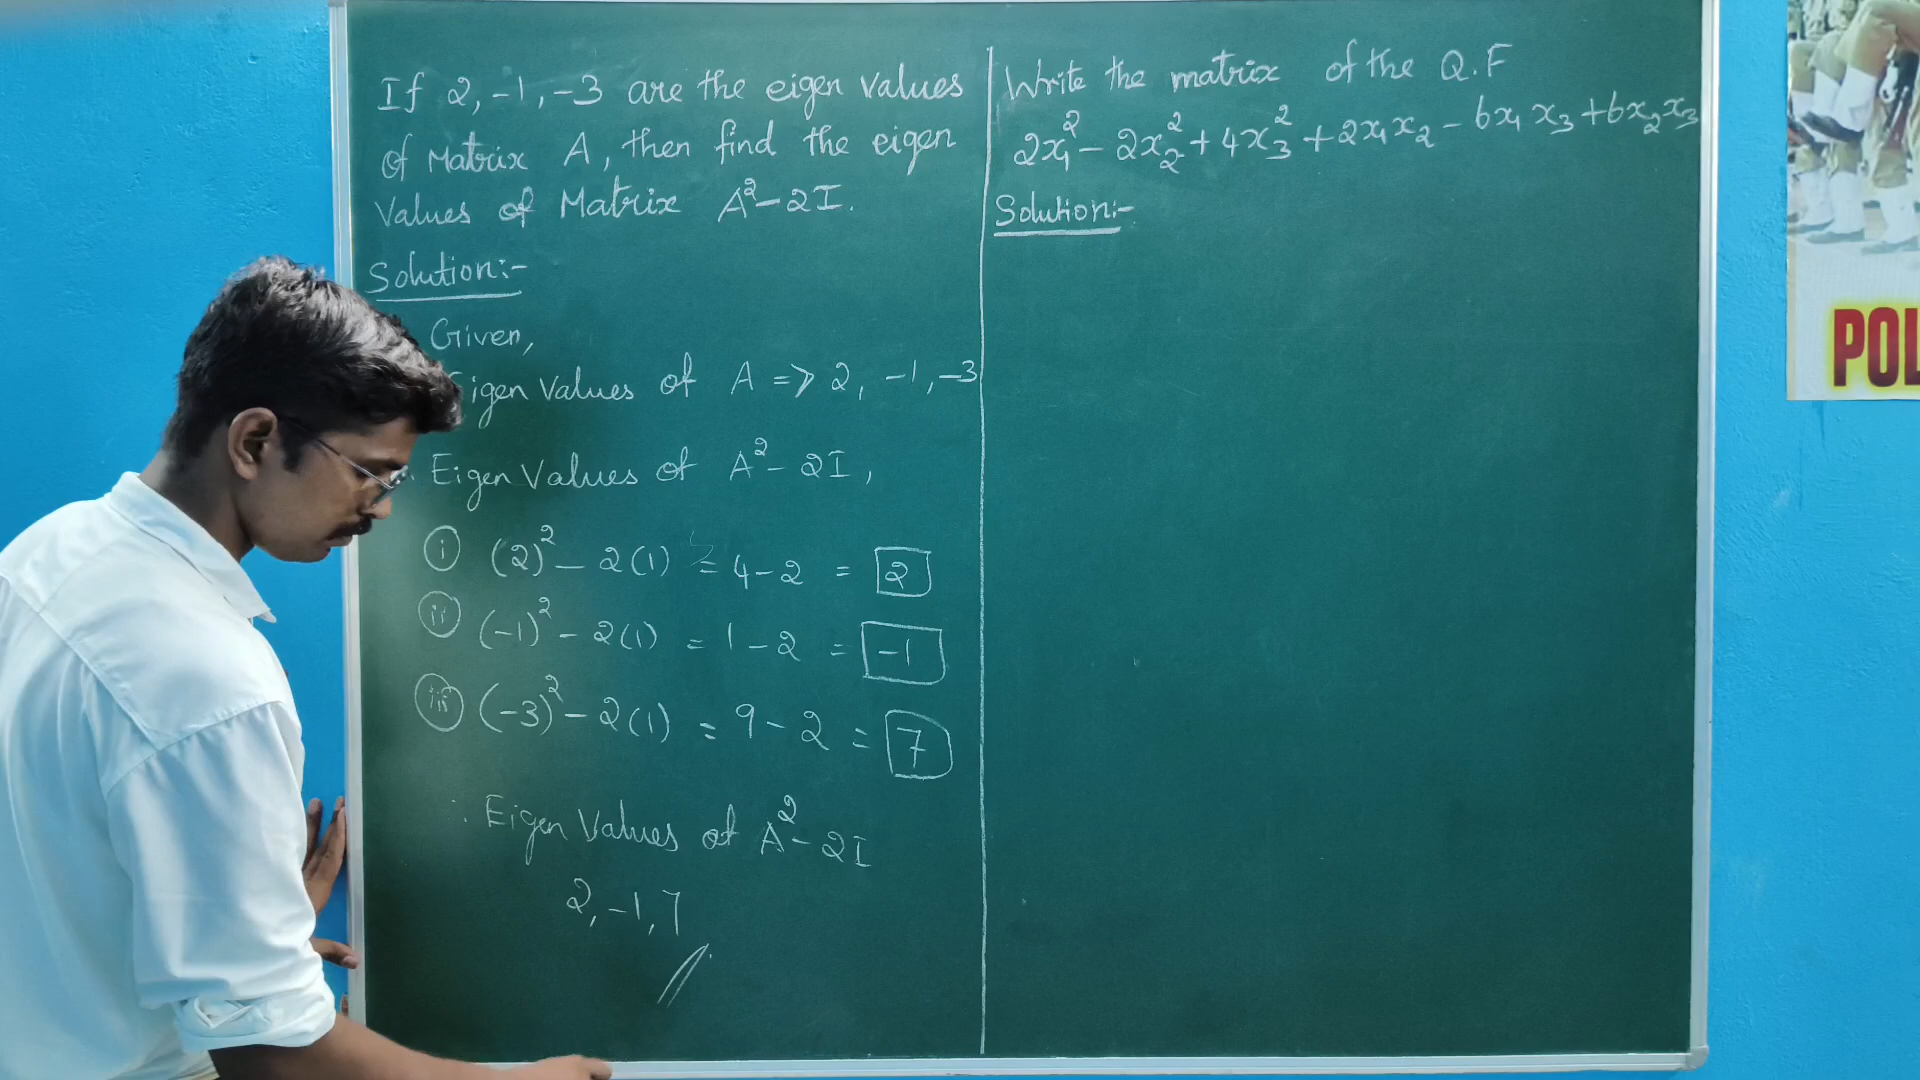 If 2, -1, -3 are the eigen values
of Matrix A, then find the eigen
Values of Matrix A² - 2I.
Solution:-
Given,
Eigen Values of A => 2, -1, -3
Eigen Values of A² - 2I,
(i) (2)² - 2(1) = 4 - 2 = 2
(ii) (-1)² - 2(1) = 1 - 2 = -1
(iii) (-3)² - 2(1) = 9 - 2 = 7
∴ Eigen Values of A² - 2I
2, -1, 7
Write the matrix of the Q.F
2x₁² - 2x₂² + 4x₃² + 2x₁x₂ - 6x₁x₃ + 6x₂x₃
Solution:-
POL